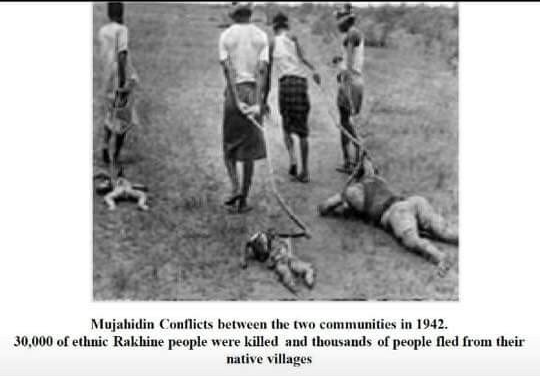 Mujahidin Conflicts between the two communities in 1942.
30,000 of ethnic Rakhine people were killed and thousands of people fled from their
native villages